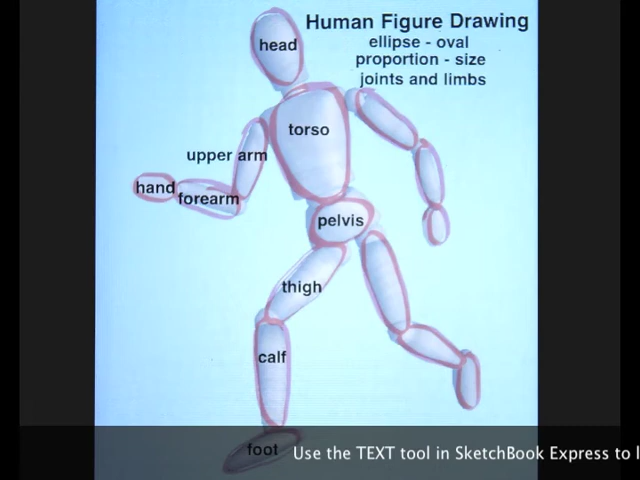 Human Figure Drawing
ellipse - oval
proportion - size
joints and limbs
head
torso
upper arm
hand
forearm
pelvis
thigh
calf
foot
Use the TEXT tool in SketchBook Express to